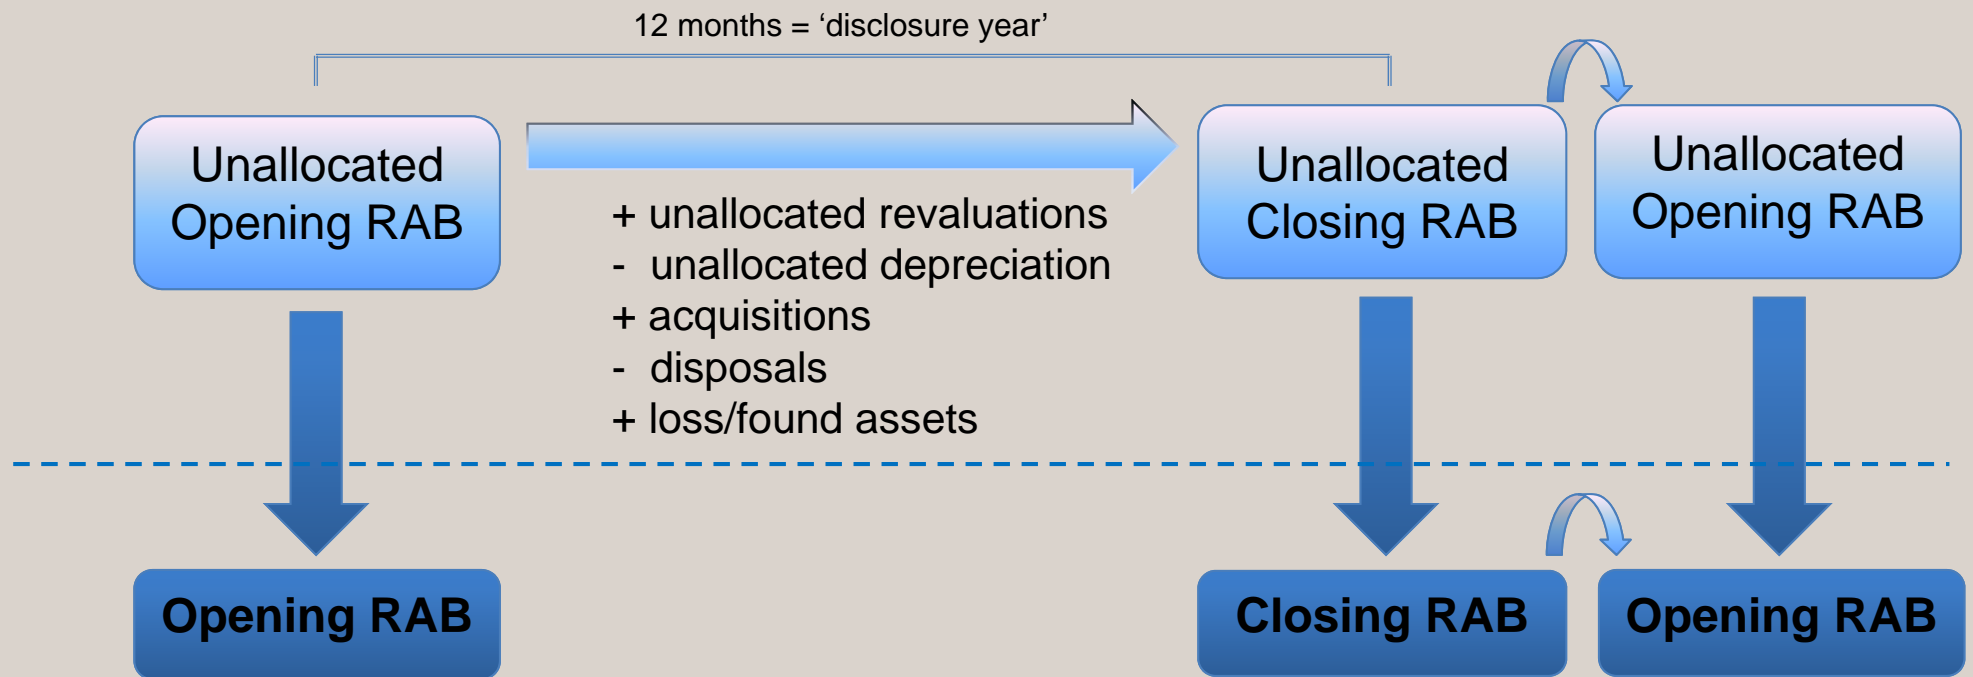 12 months = ‘disclosure year’
Unallocated
Opening RAB
+ unallocated revaluations
-  unallocated depreciation
+ acquisitions
-  disposals
+ loss/found assets
Unallocated
Closing RAB
Unallocated
Opening RAB
Opening RAB
Closing RAB
Opening RAB